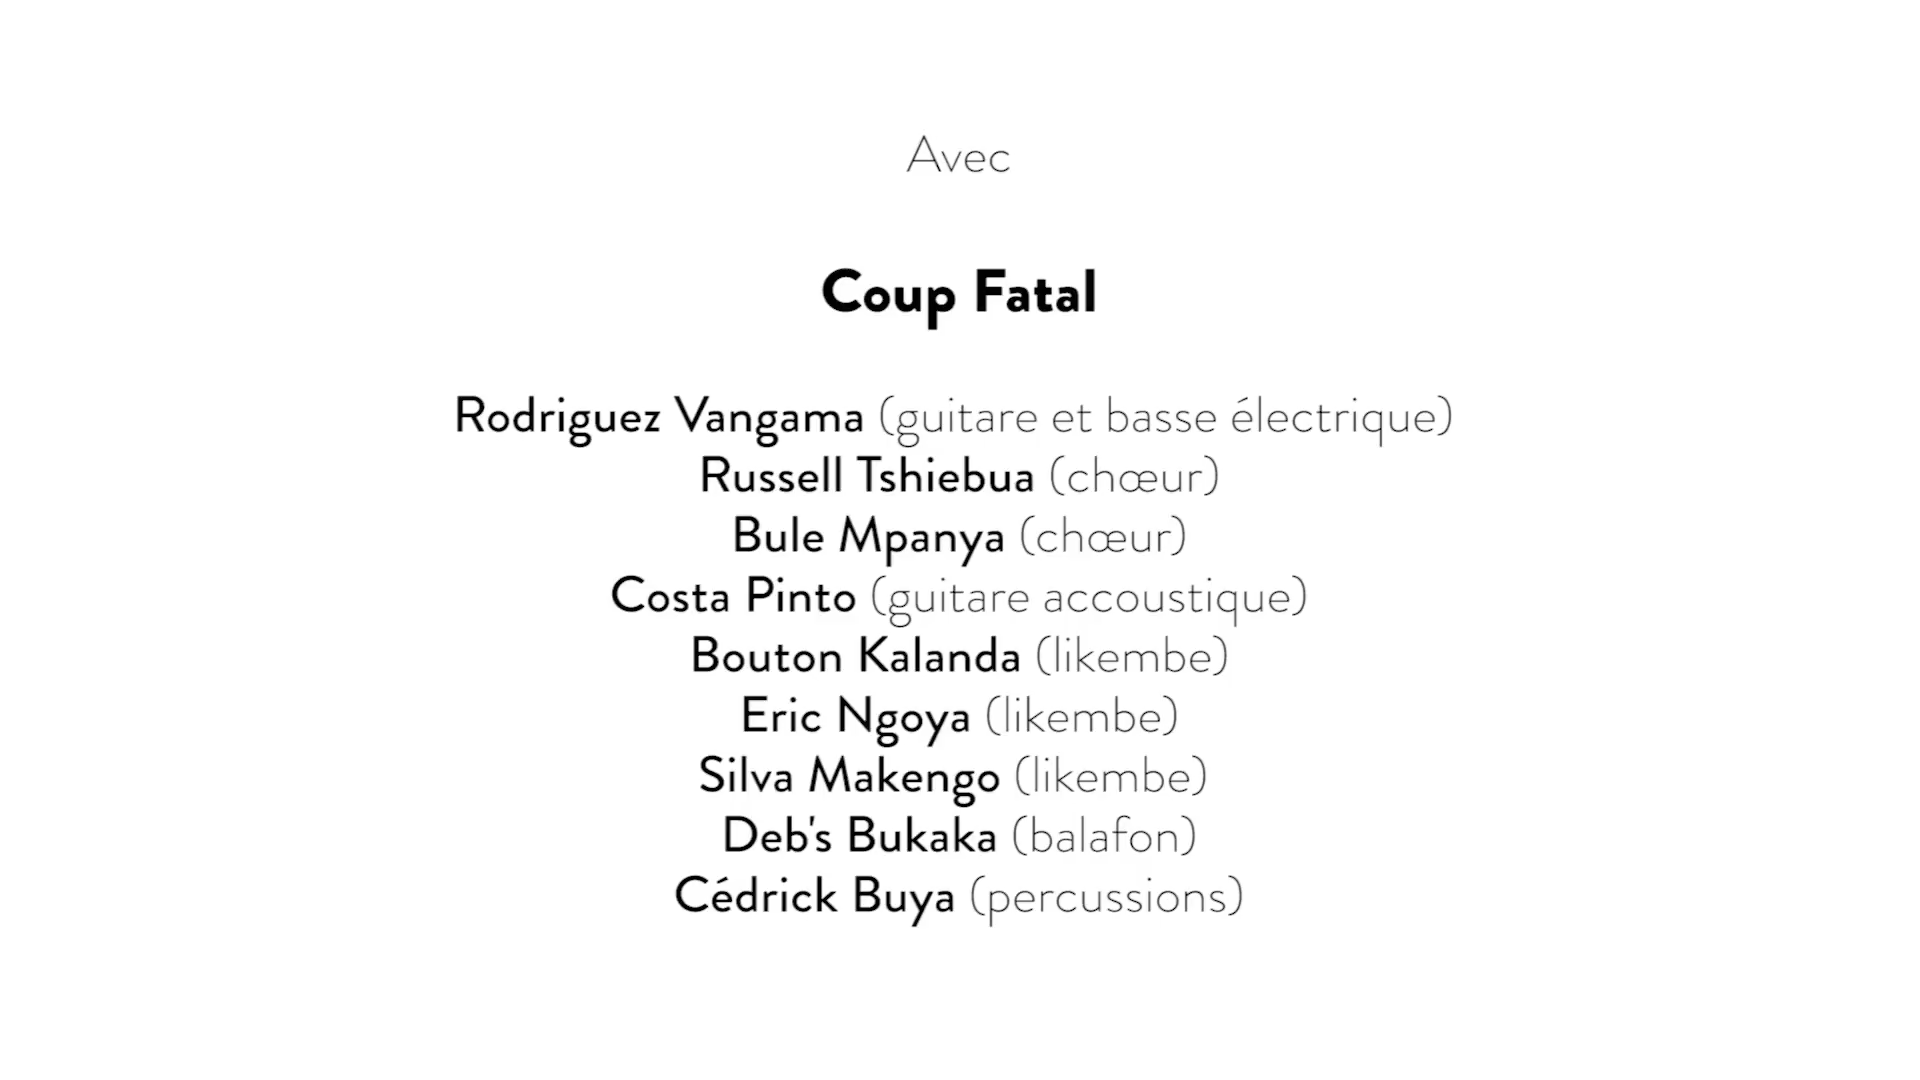 Avec
Coup Fatal
Rodriguez Vangama (guitare et basse électrique)
Russell Tshiebua (chœur)
Bule Mpanya (chœur)
Costa Pinto (guitare accoustique)
Bouton Kalanda (likembe)
Eric Ngoya (likembe)
Silva Makengo (likembe)
Deb's Bukaka (balafon)
Cédrick Buya (percussions)